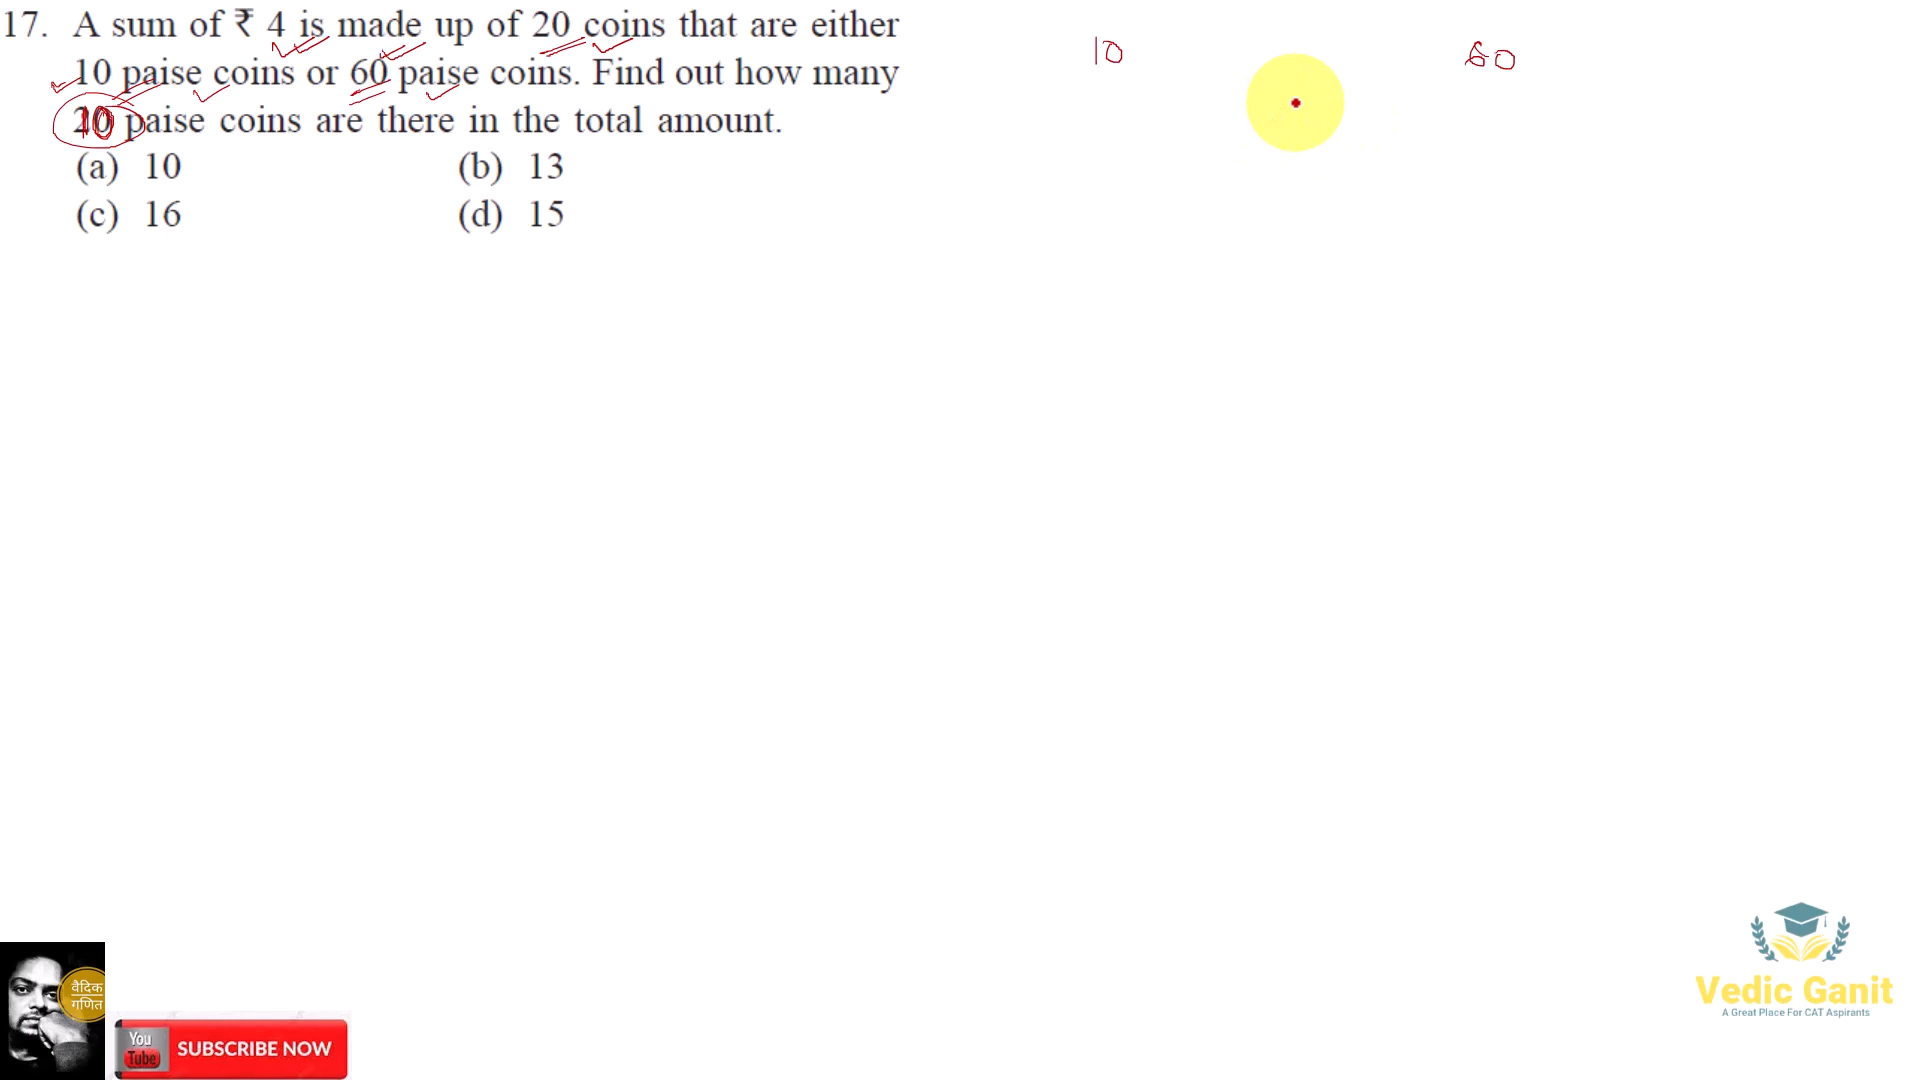 17. A sum of ₹ 4 is made up of 20 coins that are either
10 paise coins or 60 paise coins. Find out how many
10 paise coins are there in the total amount.
(a) 10 (b) 13
(c) 16 (d) 15
10 60
वैदिक
गणित
You
Tube
SUBSCRIBE NOW
Vedic Ganit
A Great Place For CAT Aspirants